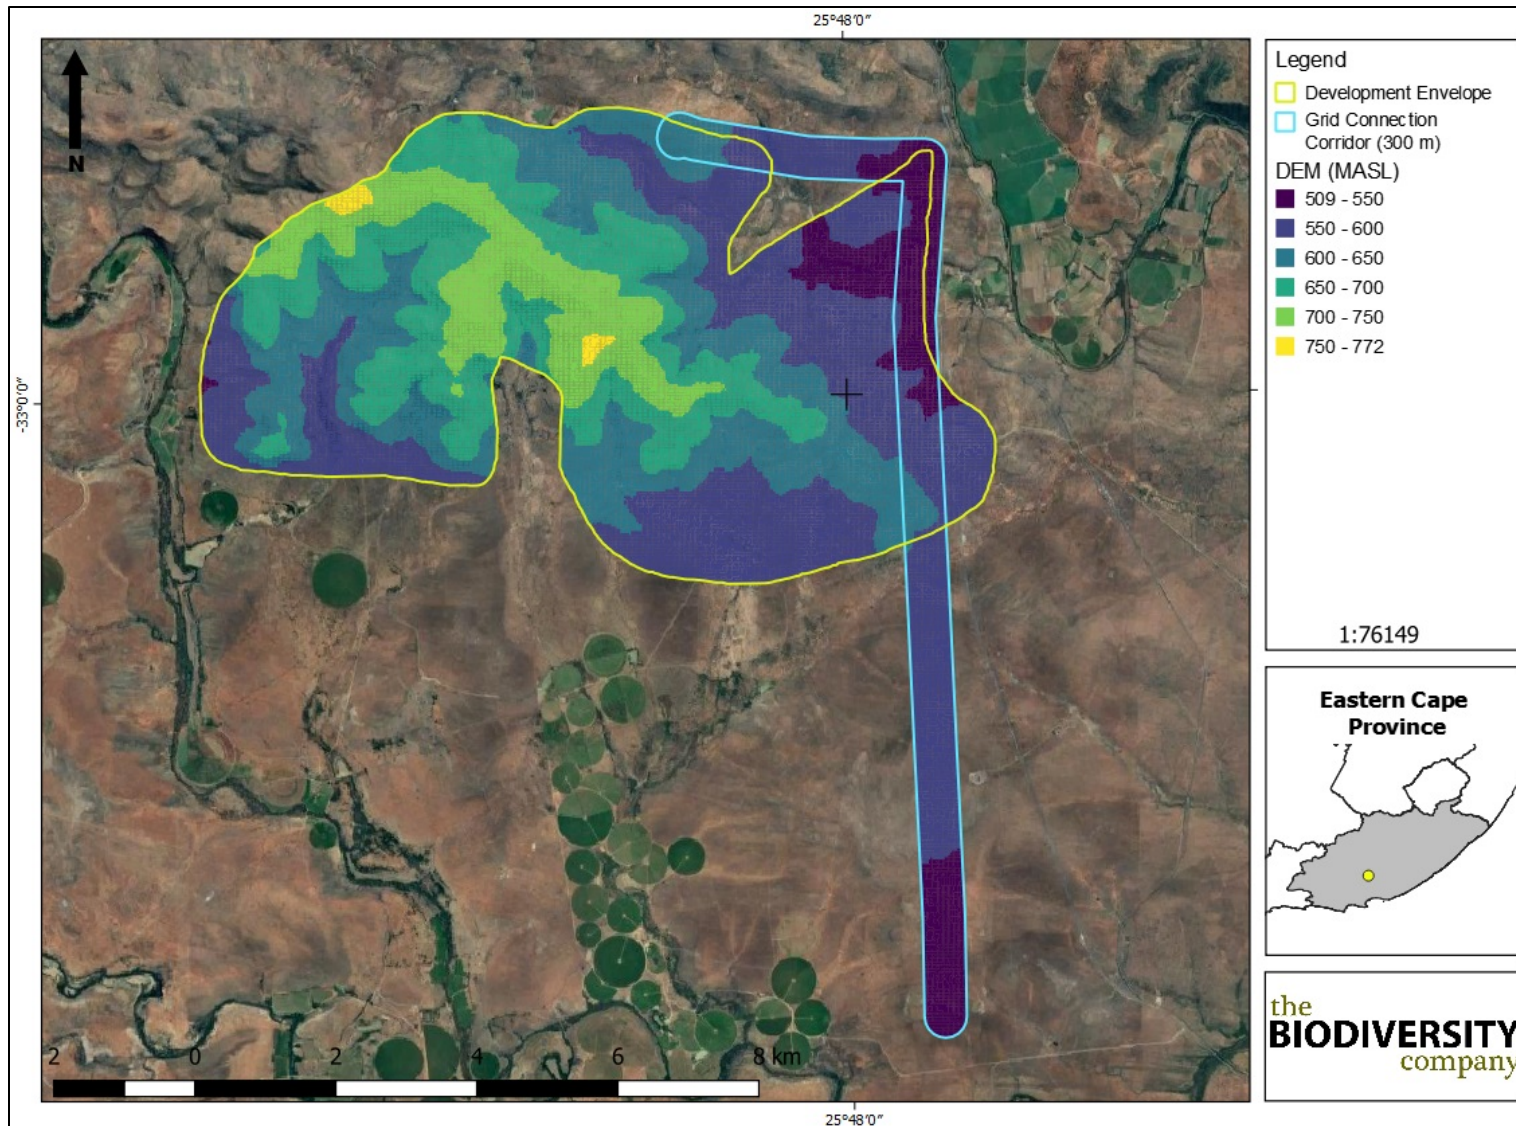 25°48′0″
N
-33°0′0″
2 0 2 4 6 8 km
25°48′0″
Legend
Development Envelope
Grid Connection
Corridor (300 m)
DEM (MASL)
509 - 550
550 - 600
600 - 650
650 - 700
700 - 750
750 - 772
1:76149
Eastern Cape
Province
the
BIODIVERSITY
company